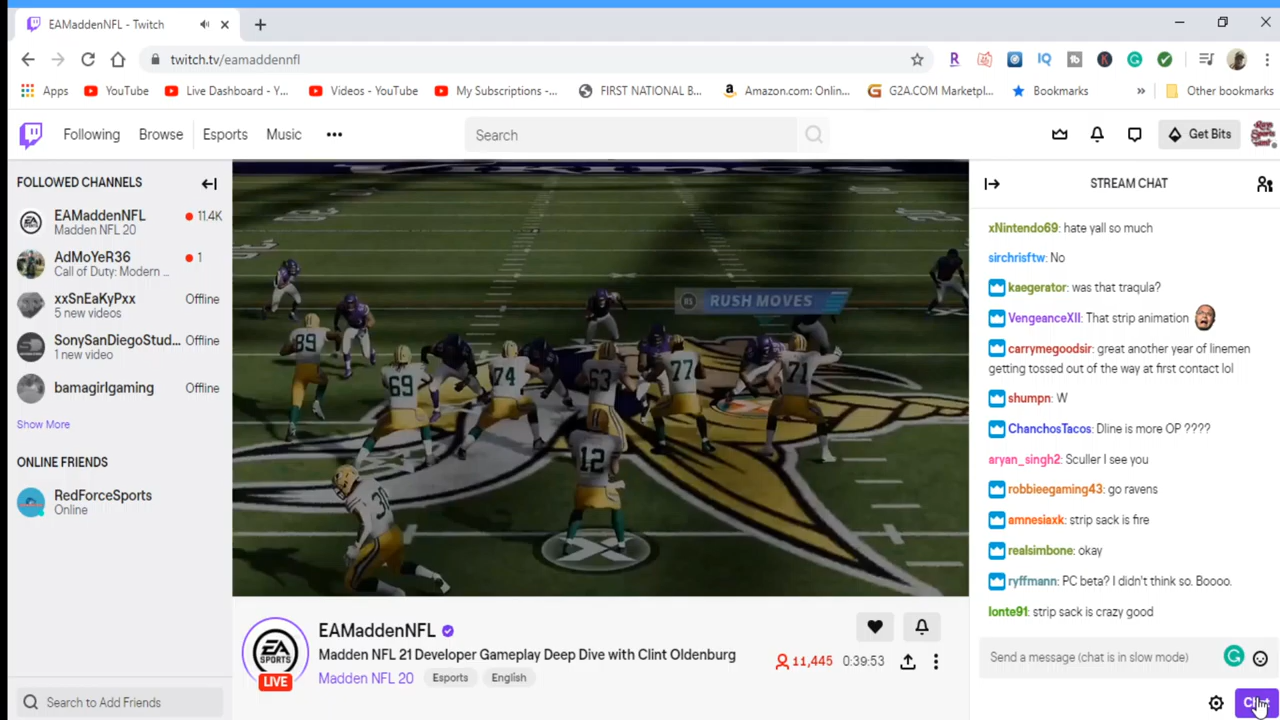 EAMaddenNFL - Twitch
twitch.tv/eamaddennfl
Apps YouTube Live Dashboard - Y... Videos - YouTube My Subscriptions -... FIRST NATIONAL B... Amazon.com: Onlin... G2A.COM Marketpl... Bookmarks » Other bookmarks
Following Browse Esports Music ••• Search Get Bits
FOLLOWED CHANNELS
EAMaddenNFL 11.4K
Madden NFL 20
AdMoYeR36 1
Call of Duty: Modern ...
xxSnEaKyPxx Offline
5 new videos
SonySanDiegoStud... Offline
1 new video
bamagirlgaming Offline
Show More
ONLINE FRIENDS
RedForceSports
Online
Search to Add Friends
RS RUSH MOVES
89
69
74
63
77
71
12
EA SPORTS
LIVE
EAMaddenNFL
Madden NFL 21 Developer Gameplay Deep Dive with Clint Oldenburg
Madden NFL 20 Esports English
11,445 0:39:53
STREAM CHAT
xNintendo69: hate yall so much
sirchrisftw: No
kaegerator: was that traqula?
VengeanceXII: That strip animation
carrymegoodsir: great another year of linemen
getting tossed out of the way at first contact lol
shumpn: W
ChanchosTacos: Dline is more OP ????
aryan_singh2: Sculler I see you
robbieegaming43: go ravens
amnesiaxk: strip sack is fire
realsimbone: okay
ryffmann: PC beta? I didn't think so. Boooo.
lonte91: strip sack is crazy good
Send a message (chat is in slow mode)